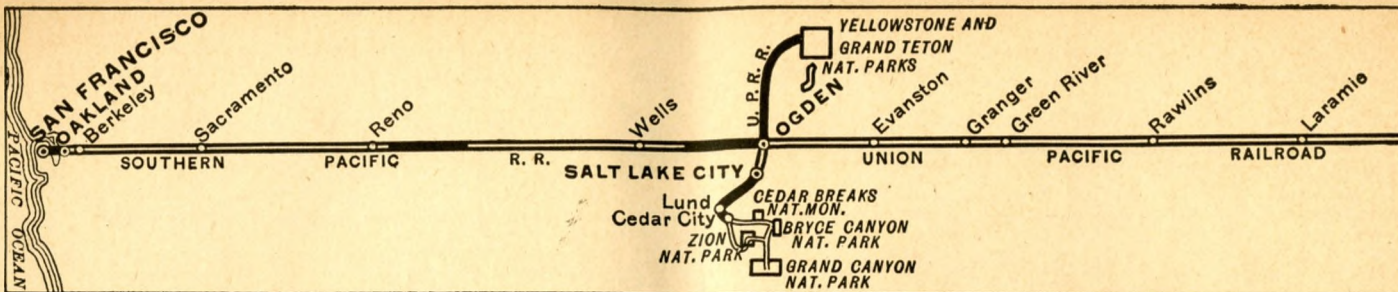 SAN FRANCISCO
OAKLAND
Berkeley
Sacramento
Reno
Wells
U. P. R. R.
YELLOWSTONE AND
GRAND TETON
NAT. PARKS
OGDEN
Evanston
Granger
Green River
Rawlins
Laramie
PACIFIC OCEAN
SOUTHERN PACIFIC R. R.
UNION PACIFIC RAILROAD
SALT LAKE CITY
Lund
Cedar City
CEDAR BREAKS
NAT. MON.
BRYCE CANYON
NAT. PARK
ZION
NAT. PARK
GRAND CANYON
NAT. PARK